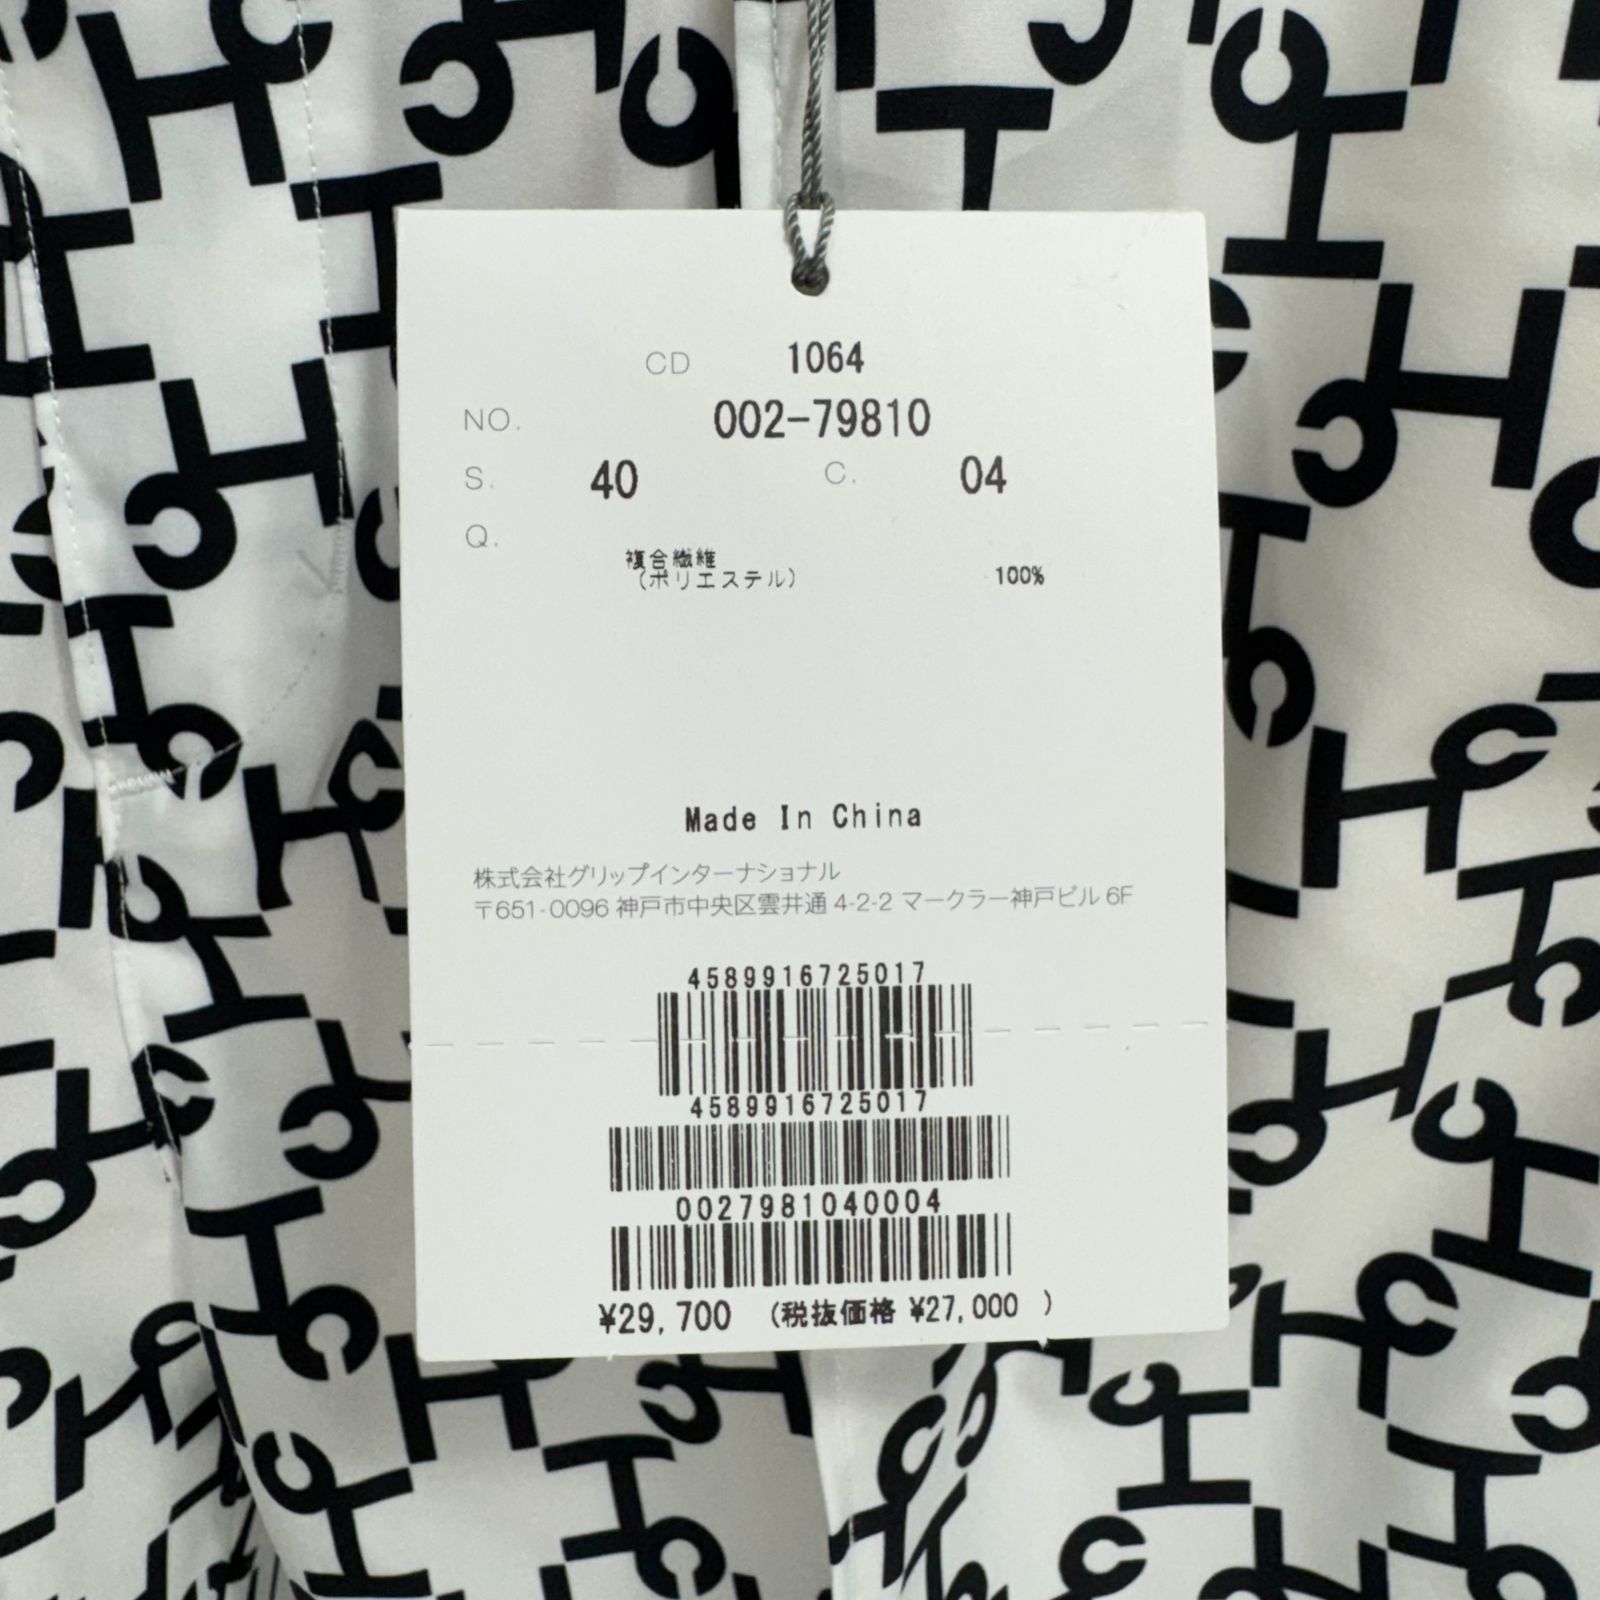 CD 1064
NO. 002-79810
S. 40 C. 04
Q.
複合繊維
(ポリエステル) 100%
Made In China
株式会社グリップインターナショナル
〒651-0096 神戸市中央区雲井通 4-2-2 マークラー神戸ビル 6F
4589916725017
4589916725017
0027981040004
¥29,700 (税抜価格 ¥27,000 )